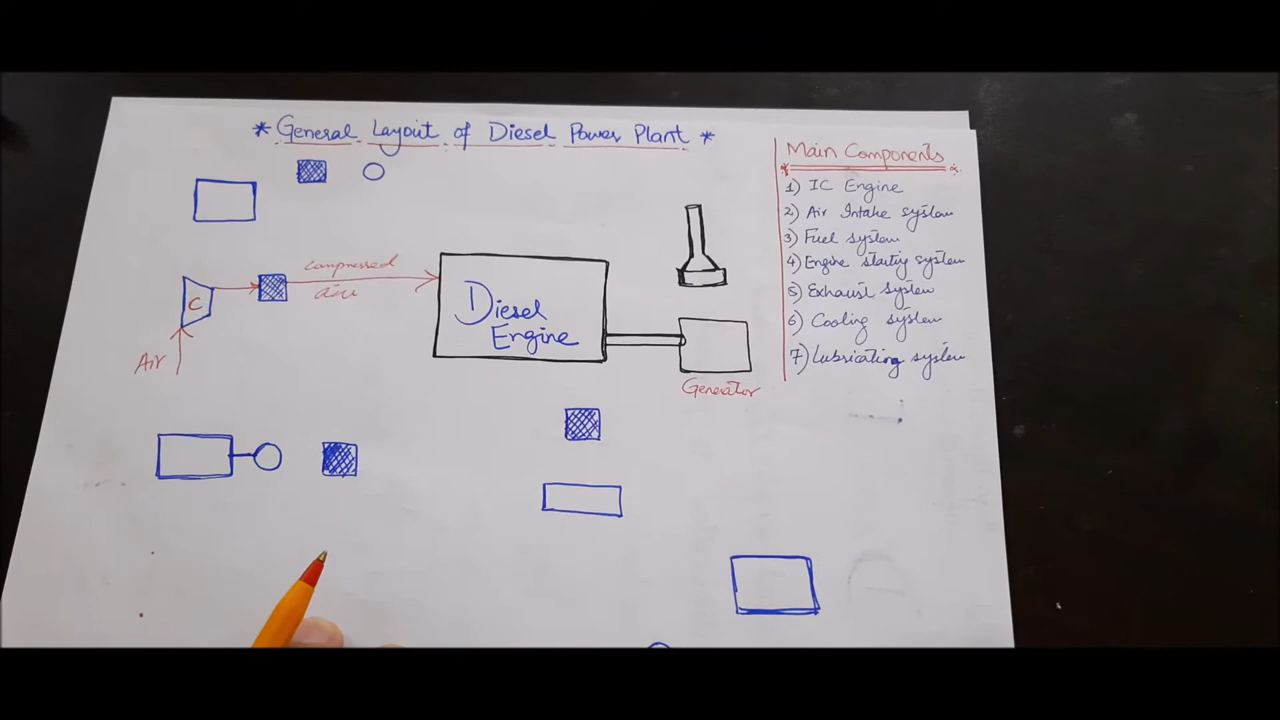 * General Layout of Diesel Power Plant *
Main Components
1) IC Engine
2) Air Intake system
3) Fuel system
4) Engine startiy system
5) Exhaust system
6) Cooling system
7) Lubricating system
compressed
air
C
Air
Diesel
Engine
Generator